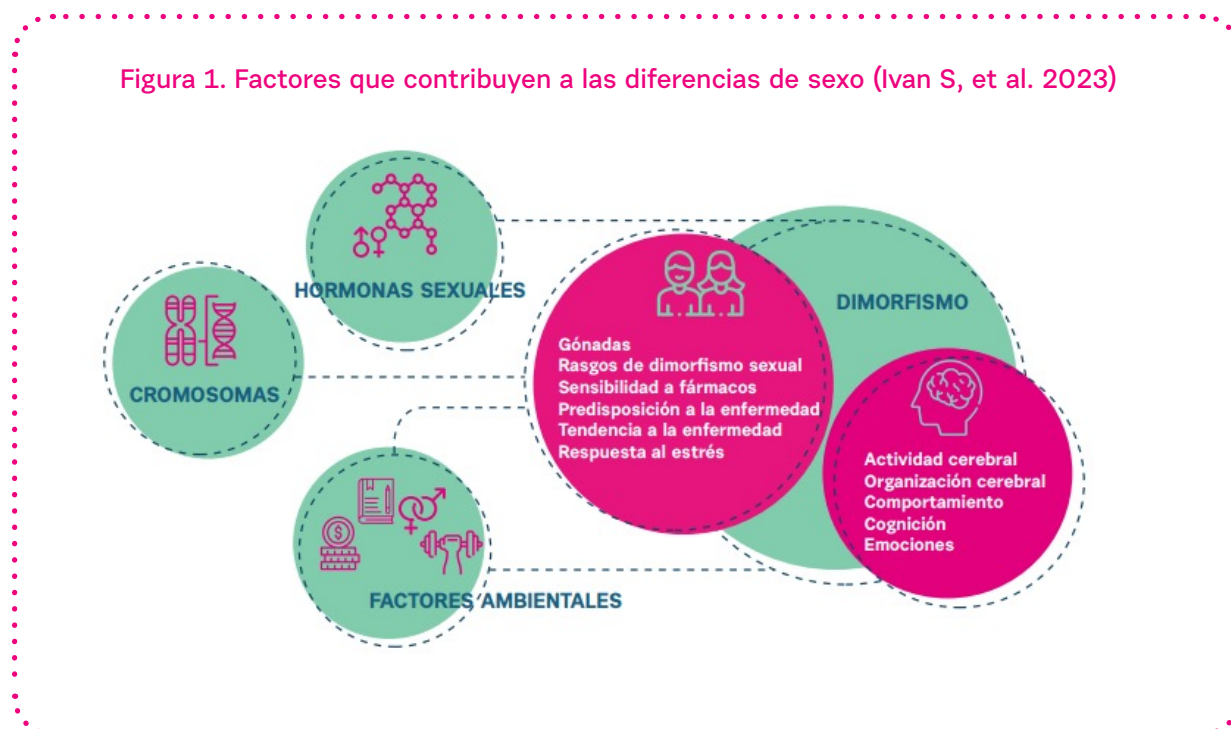 Figura 1. Factores que contribuyen a las diferencias de sexo (Ivan S, et al. 2023)
HORMONAS SEXUALES
CROMOSOMAS
FACTORES AMBIENTALES
Gónadas
Rasgos de dimorfismo sexual
Sensibilidad a fármacos
Predisposición a la enfermedad
Tendencia a la enfermedad
Respuesta al estrés
DIMORFISMO
Actividad cerebral
Organización cerebral
Comportamiento
Cognición
Emociones